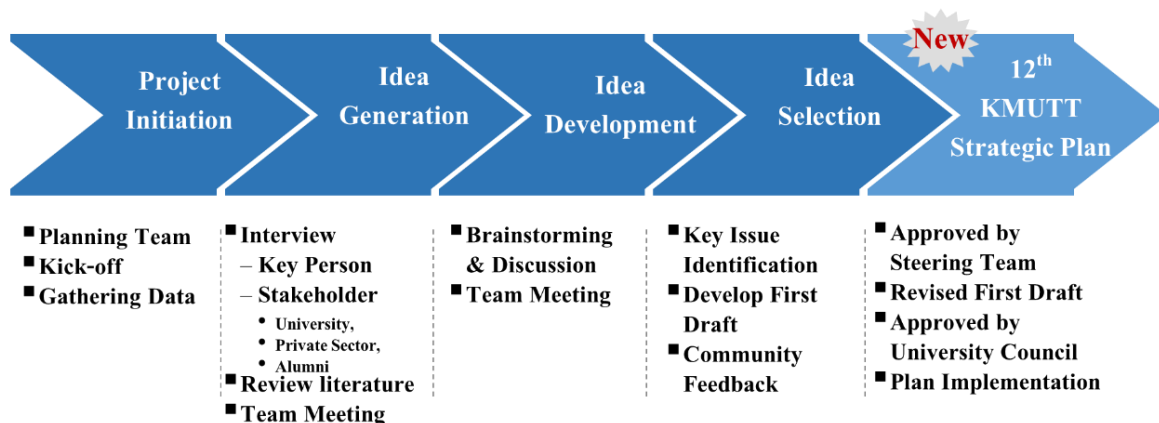 Project
Initiation
Idea
Generation
Idea
Development
Idea
Selection
New
12th
KMUTT
Strategic Plan
▪ Planning Team
▪ Kick-off
▪ Gathering Data
▪ Interview
– Key Person
– Stakeholder
• University,
• Private Sector,
• Alumni
▪ Review literature
▪ Team Meeting
▪ Brainstorming
& Discussion
▪ Team Meeting
▪ Key Issue
Identification
▪ Develop First
Draft
▪ Community
Feedback
▪ Approved by
Steering Team
▪ Revised First Draft
▪ Approved by
University Council
▪ Plan Implementation